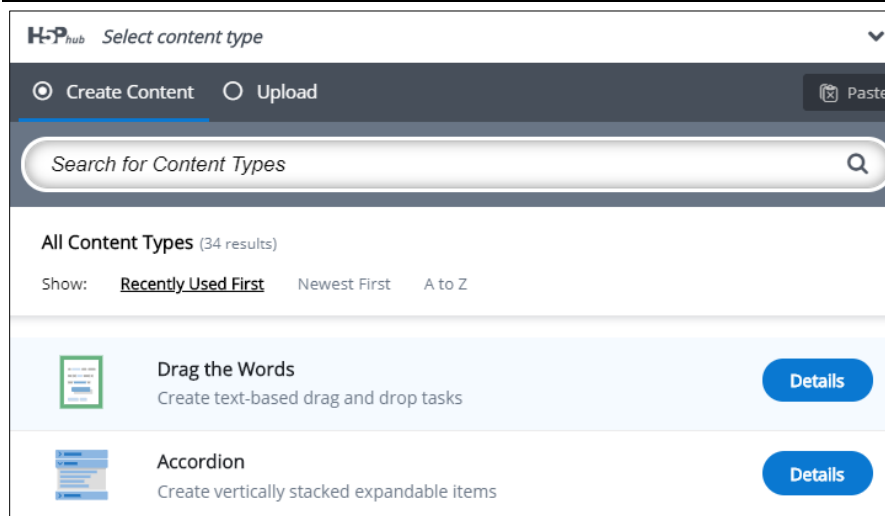 H5Phub Select content type
Create Content Upload Paste
Search for Content Types
All Content Types (34 results)
Show: Recently Used First Newest First A to Z
Drag the Words
Create text-based drag and drop tasks
Details
Accordion
Create vertically stacked expandable items
Details